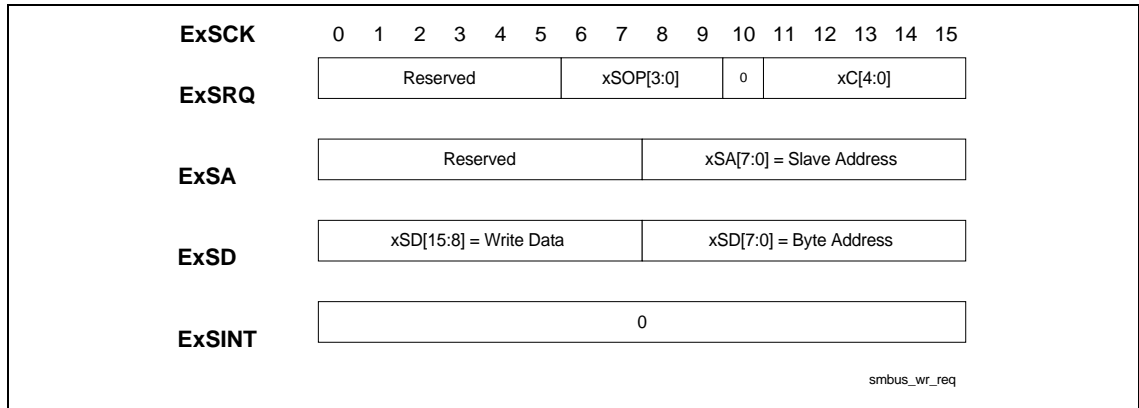 ExSCK 0 1 2 3 4 5 6 7 8 9 10 11 12 13 14 15
ExSRQ Reserved xSOP[3:0] 0 xC[4:0]
ExSA Reserved xSA[7:0] = Slave Address
ExSD xSD[15:8] = Write Data xSD[7:0] = Byte Address
ExSINT 0
smbus_wr_req